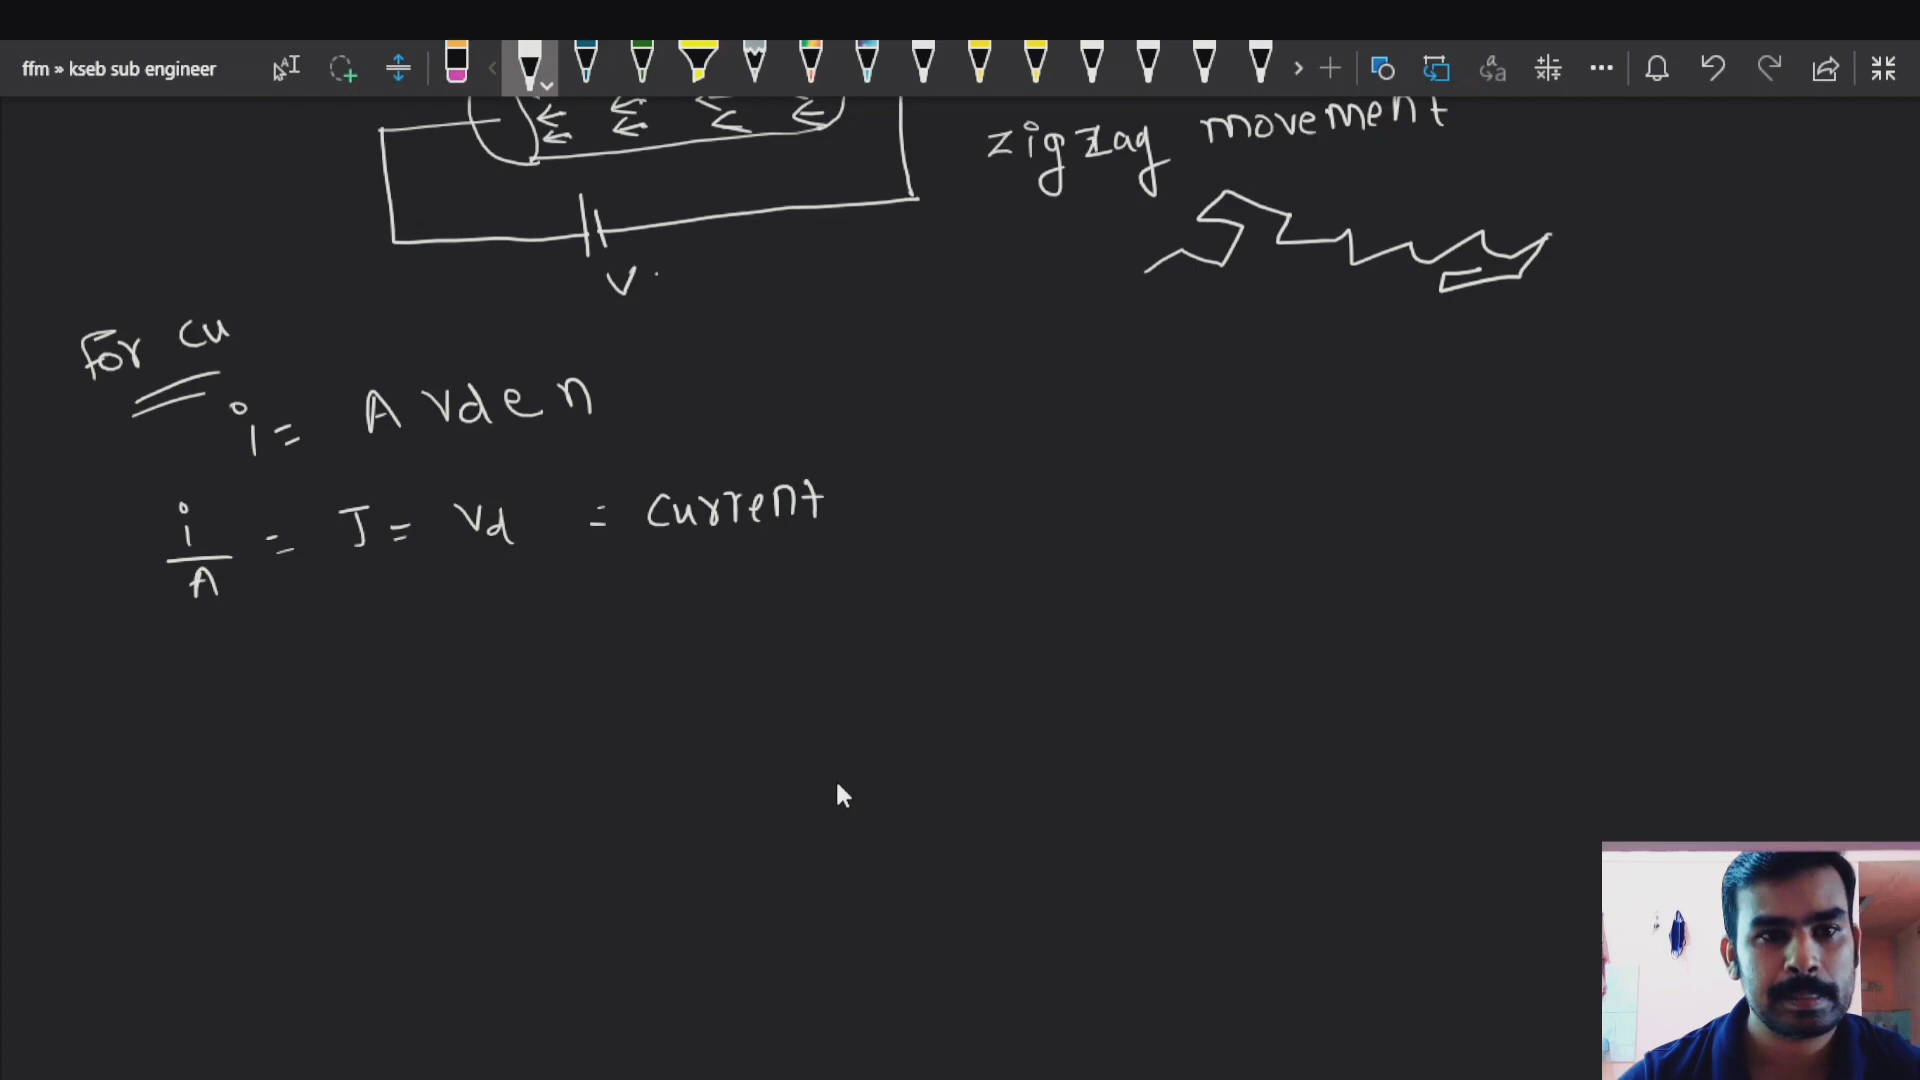 ffm » kseb sub engineer
zigzag movement
V
For Cu
i = A vd e n
i/A = J = Vd = current